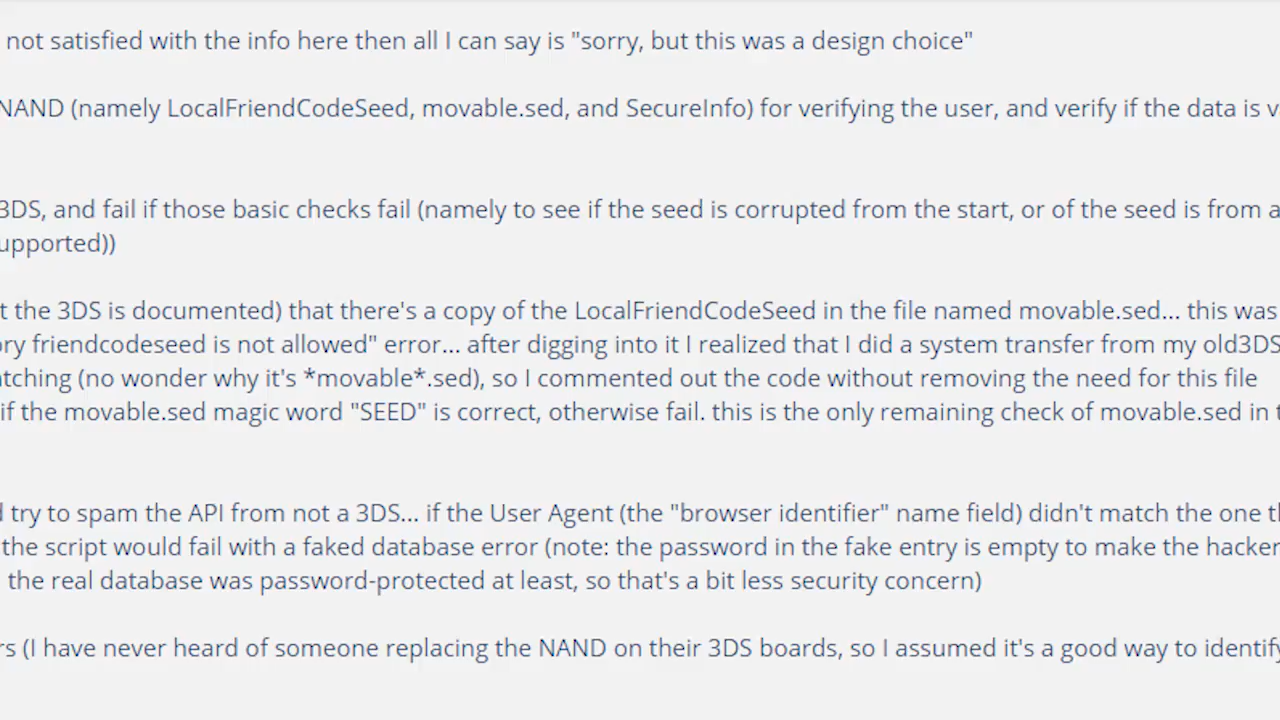 not satisfied with the info here then all I can say is "sorry, but this was a design choice"
NAND (namely LocalFriendCodeSeed, movable.sed, and SecureInfo) for verifying the user, and verify if the data is
3DS, and fail if those basic checks fail (namely to see if the seed is corrupted from the start, or of the seed is from a
upported))
t the 3DS is documented) that there's a copy of the LocalFriendCodeSeed in the file named movable.sed... this was
ory friendcodeseed is not allowed" error... after digging into it I realized that I did a system transfer from my old3DS
tching (no wonder why it's *movable*.sed), so I commented out the code without removing the need for this file
if the movable.sed magic word "SEED" is correct, otherwise fail. this is the only remaining check of movable.sed in
try to spam the API from not a 3DS... if the User Agent (the "browser identifier" name field) didn't match the one
the script would fail with a faked database error (note: the password in the fake entry is empty to make the hacker
the real database was password-protected at least, so that's a bit less security concern)
rs (I have never heard of someone replacing the NAND on their 3DS boards, so I assumed it's a good way to identify